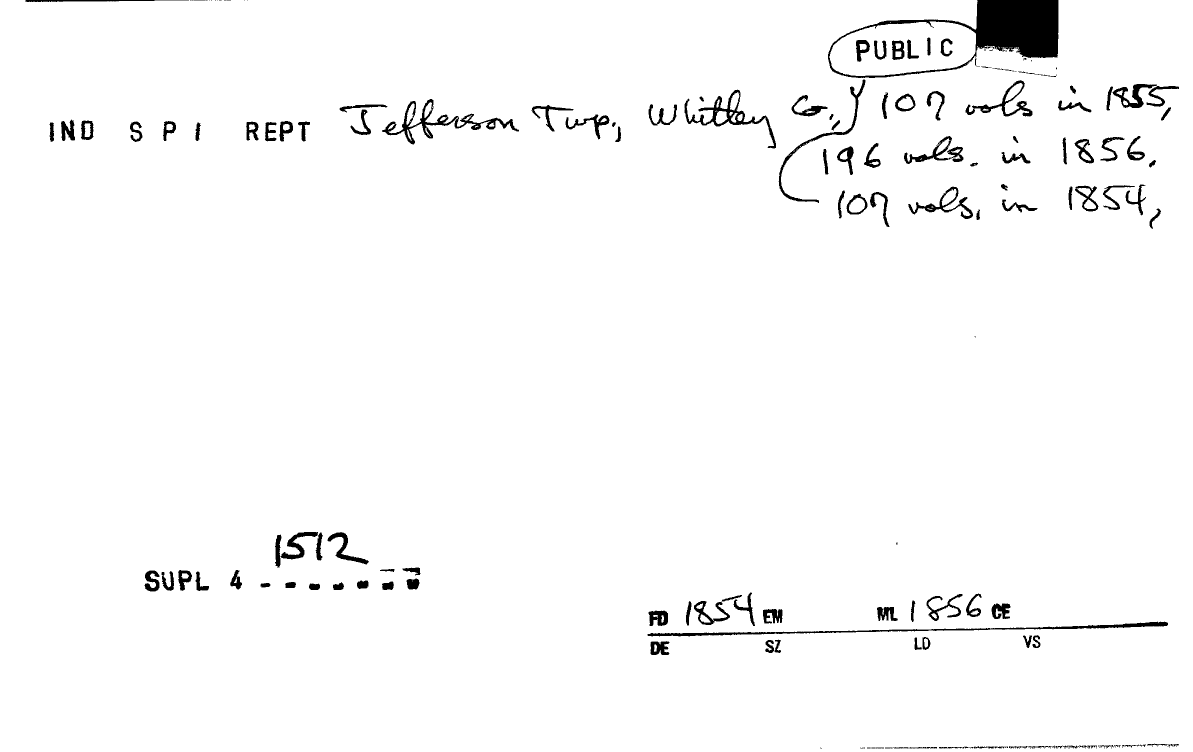 PUBLIC
IND S P I REPT Jefferson Twp., Whitley Co., 107 vols in 1855,
196 vols. in 1856.
107 vols. in 1854,
1512
SUPL 4 - - - - - - -
FD 1854 EM ML 1856 CE
DE SZ LD VS